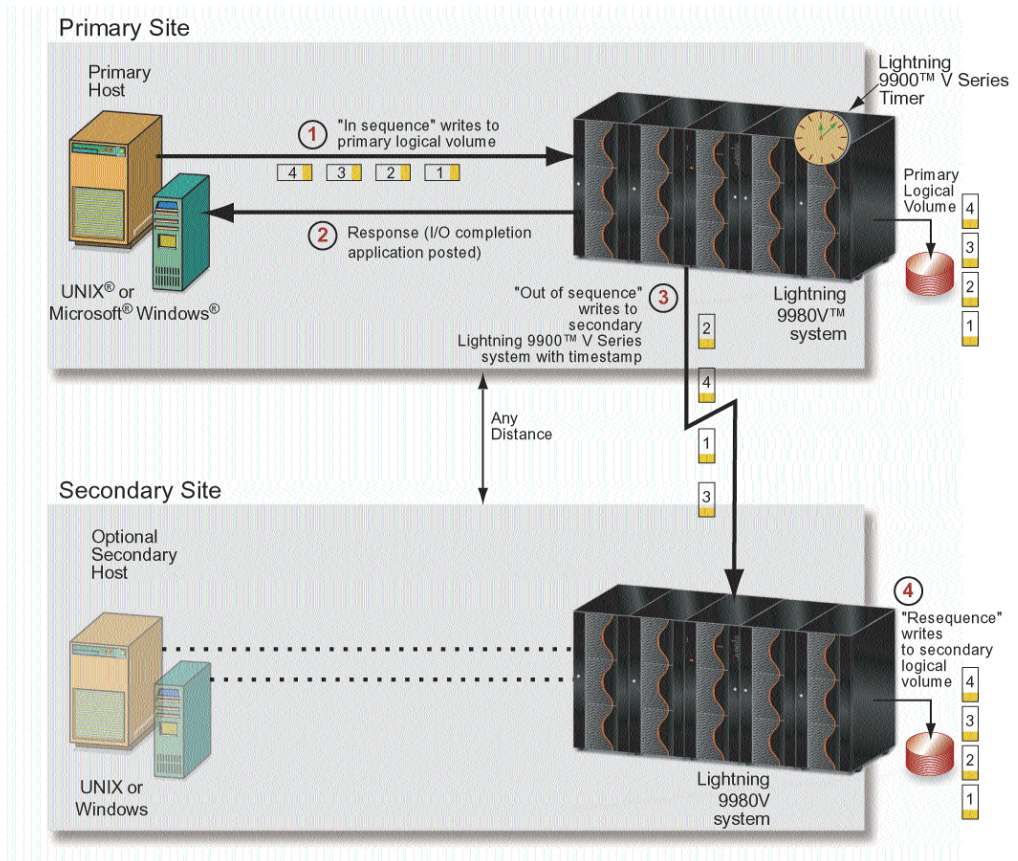 Primary Site
Primary
Host
Lightning
9900™ V Series
Timer
1
"In sequence" writes to
primary logical volume
4 3 2 1
2
Response (I/O completion
application posted)
UNIX® or
Microsoft® Windows®
Primary
Logical
Volume
4
3
2
1
Lightning
9980V™
system
"Out of sequence"
writes to
secondary
Lightning 9900™ V Series
system with timestamp
3
2
4
1
3
Any
Distance
Secondary Site
Optional
Secondary
Host
UNIX or
Windows
4
"Resequence"
writes
to secondary
logical
volume
4
3
2
1
Lightning
9980V
system